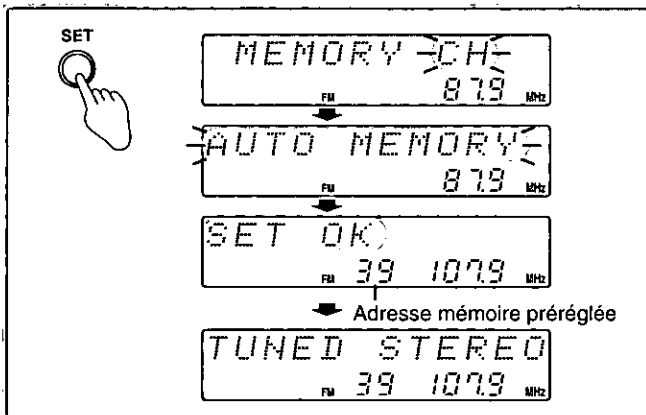 SET
MEMORY CH
FM 87.9 MHz
AUTO MEMORY
FM 87.9 MHz
SET OK
FM 39 107.9 MHz
Adresse mémoire préréglée
TUNED STEREO
FM 39 107.9 MHz